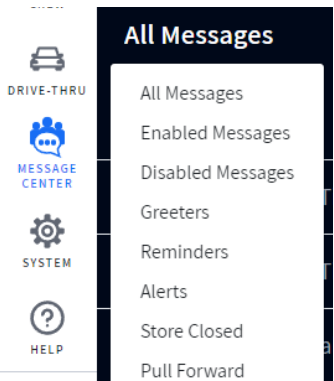 All Messages
DRIVE-THRU
MESSAGE
CENTER
SYSTEM
HELP
All Messages
Enabled Messages
Disabled Messages
Greeters
Reminders
Alerts
Store Closed
Pull Forward